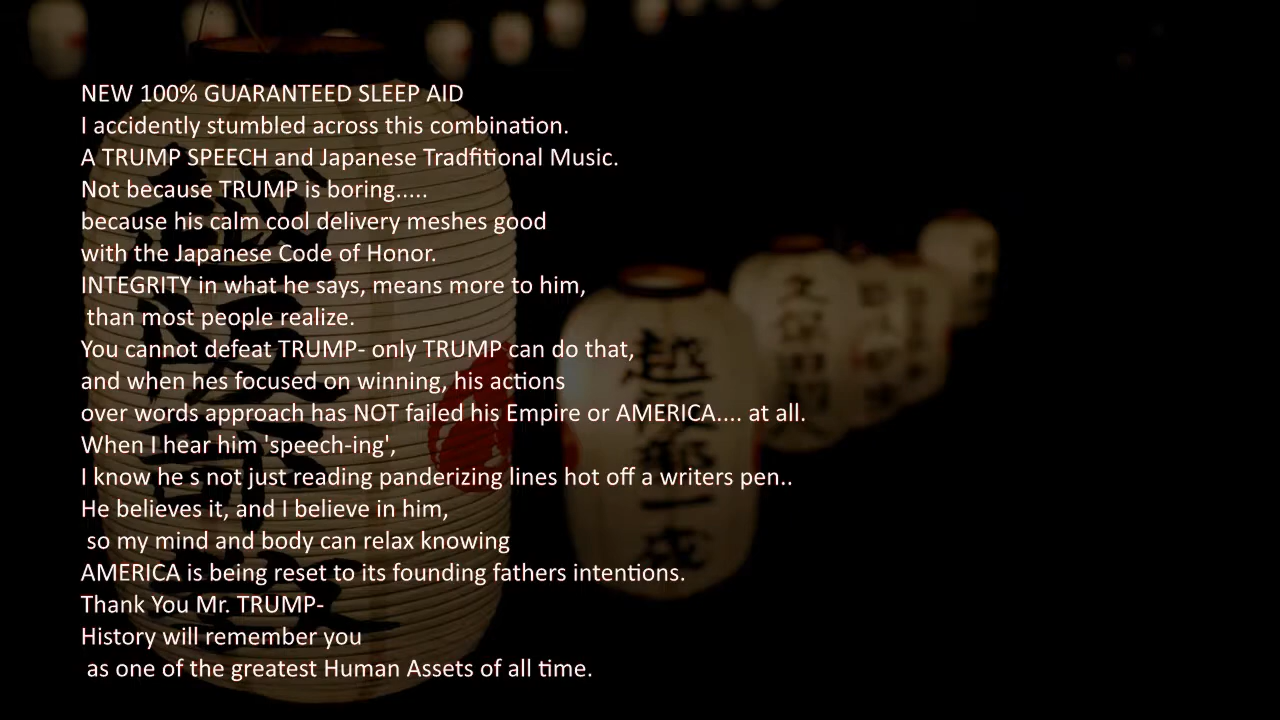 NEW 100% GUARANTEED SLEEP AID
I accidently stumbled across this combination.
A TRUMP SPEECH and Japanese Tradfitional Music.
Not because TRUMP is boring.....
because his calm cool delivery meshes good
with the Japanese Code of Honor.
INTEGRITY in what he says, means more to him,
than most people realize.
You cannot defeat TRUMP- only TRUMP can do that,
and when hes focused on winning, his actions
over words approach has NOT failed his Empire or AMERICA.... at all.
When I hear him 'speech-ing',
I know he s not just reading panderizing lines hot off a writers pen..
He believes it, and I believe in him,
so my mind and body can relax knowing
AMERICA is being reset to its founding fathers intentions.
Thank You Mr. TRUMP-
History will remember you
as one of the greatest Human Assets of all time.